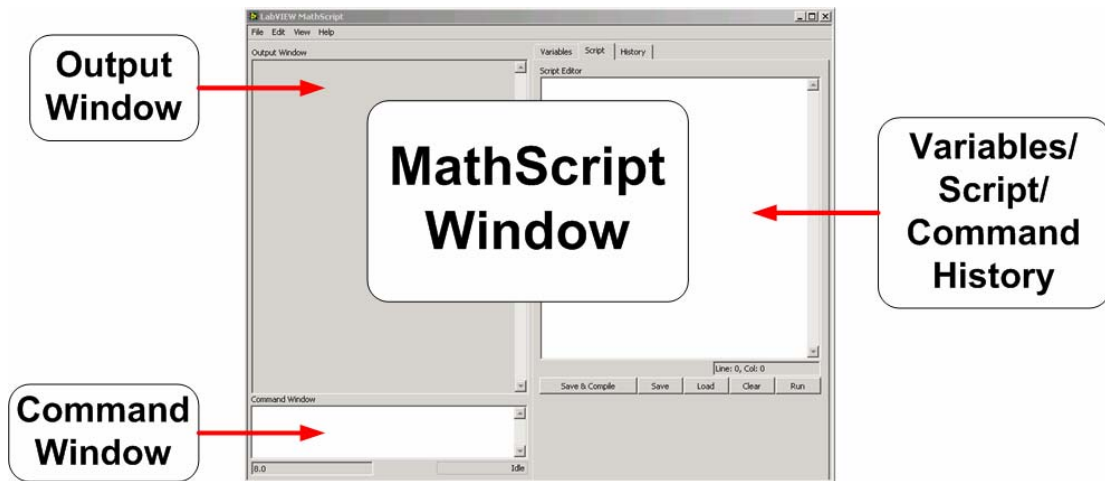 LabVIEW MathScript
File Edit View Help
Output Window
Variables Script History
Script Editor
Output
Window
MathScript
Window
Variables/
Script/
Command
History
Line: 0, Col: 0
Save & Compile Save Load Clear Run
Command Window
Command
Window
8.0
Idle